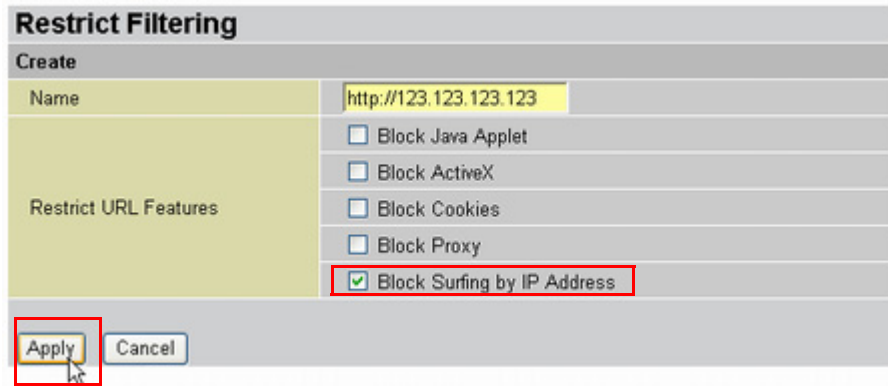 Restrict Filtering
Create
Name
http://123.123.123.123
Restrict URL Features
Block Java Applet
Block ActiveX
Block Cookies
Block Proxy
Block Surfing by IP Address
Apply
Cancel